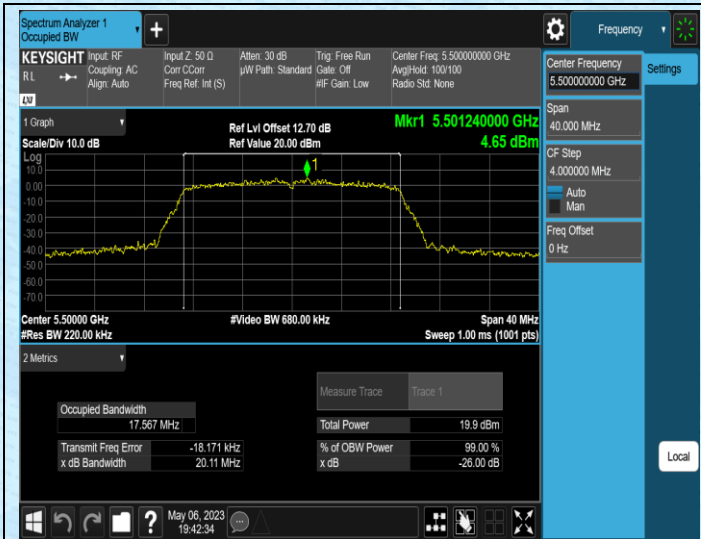 Spectrum Analyzer 1
Occupied BW
Frequency
KEYSIGHT
R L
LXI
Input: RF
Coupling: AC
Align: Auto
Input Z: 50 Ω
Corr CCorr
Freq Ref: Int (S)
Atten: 30 dB
µW Path: Standard
Trig: Free Run
Gate: Off
#IF Gain: Low
Center Freq: 5.500000000 GHz
Avg|Hold: 100/100
Radio Std: None
Center Frequency
5.500000000 GHz
Settings
Span
40.000 MHz
CF Step
4.000000 MHz
Auto
Man
Freq Offset
0 Hz
Local
1 Graph
Scale/Div 10.0 dB
Ref Lvl Offset 12.70 dB
Ref Value 20.00 dBm
Mkr1 5.501240000 GHz
4.65 dBm
Log
10.0
0.00
-10.0
-20.0
-30.0
-40.0
-50.0
-60.0
-70.0
1
Center 5.50000 GHz
#Res BW 220.00 kHz
#Video BW 680.00 kHz
Span 40 MHz
Sweep 1.00 ms (1001 pts)
2 Metrics
Measure Trace Trace 1
Occupied Bandwidth
17.567 MHz
Total Power 19.9 dBm
Transmit Freq Error -18.171 kHz
% of OBW Power 99.00 %
x dB Bandwidth 20.11 MHz
x dB -26.00 dB
?
May 06, 2023
19:42:34